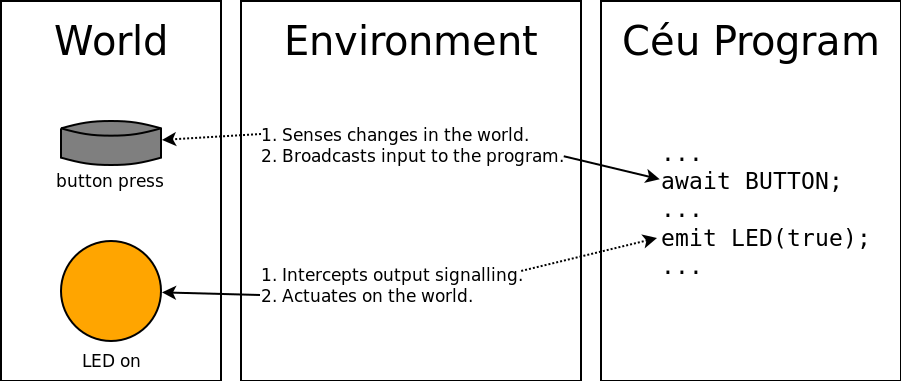 World
Environment
Céu Program
button press
1. Senses changes in the world.
2. Broadcasts input to the program.
...
await BUTTON;
...
emit LED(true);
...
1. Intercepts output signalling.
2. Actuates on the world.
LED on